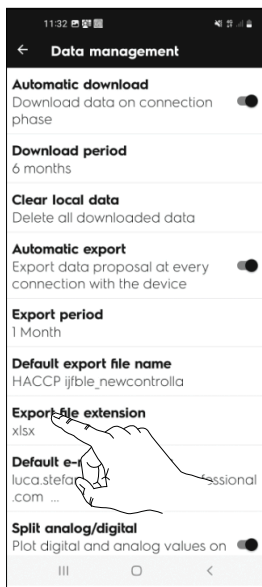 11:32
Data management
Automatic download
Download data on connection
phase
Download period
6 months
Clear local data
Delete all downloaded data
Automatic export
Export data proposal at every
connection with the device
Export period
1 Month
Default export file name
HACCP ijfble_newcontrolla
Export file extension
xlsx
Default
.com ...
Split analog/digital
Plot digital and analog values on